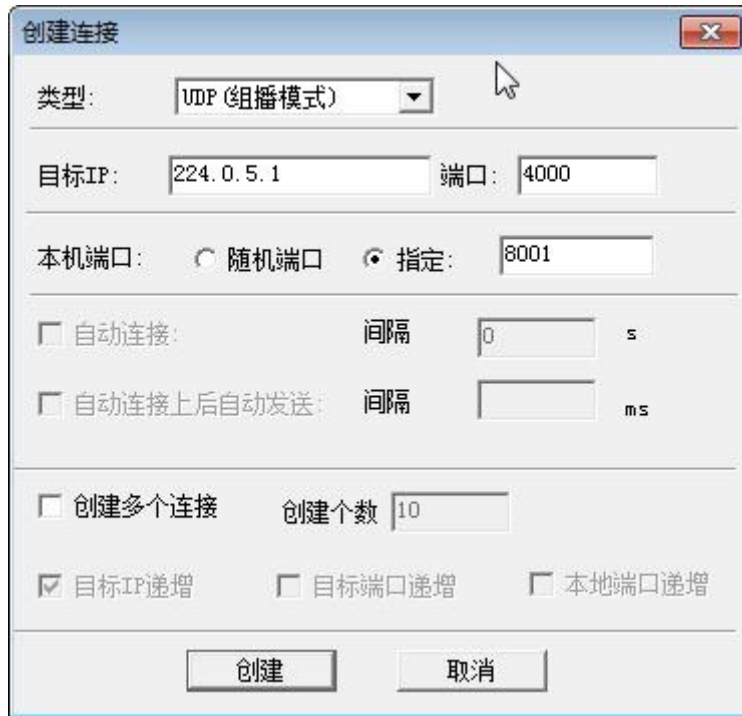 创建连接
类型: UDP(组播模式)
目标IP: 224.0.5.1 端口: 4000
本机端口: 随机端口 指定: 8001
自动连接: 间隔 0 s
自动连接上后自动发送: 间隔 ms
创建多个连接 创建个数 10
目标IP递增 目标端口递增 本地端口递增
创建 取消